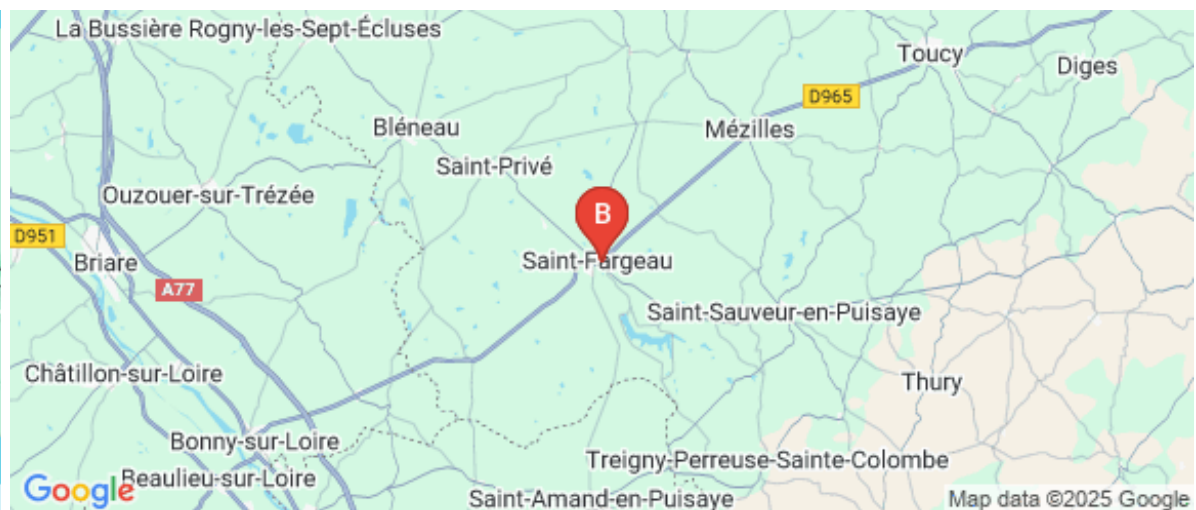 La Bussière
Rogny-les-Sept-Écluses
Toucy
Diges
D965
Bléneau
Mézilles
Saint-Privé
Ouzouer-sur-Trézée
B
D951
Briare
Saint-Fargeau
A77
Saint-Sauveur-en-Puisaye
Châtillon-sur-Loire
Thury
Bonny-sur-Loire
Treigny-Perreuse-Sainte-Colombe
Beaulieu-sur-Loire
Google
Saint-Amand-en-Puisaye
Map data ©2025 Google